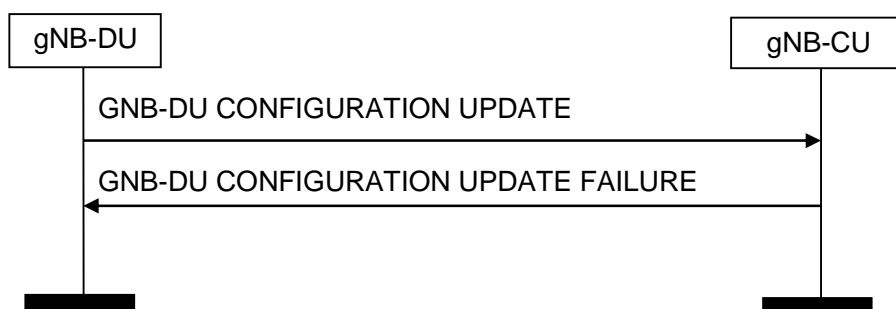 gNB-DU
gNB-CU
GNB-DU CONFIGURATION UPDATE
GNB-DU CONFIGURATION UPDATE FAILURE